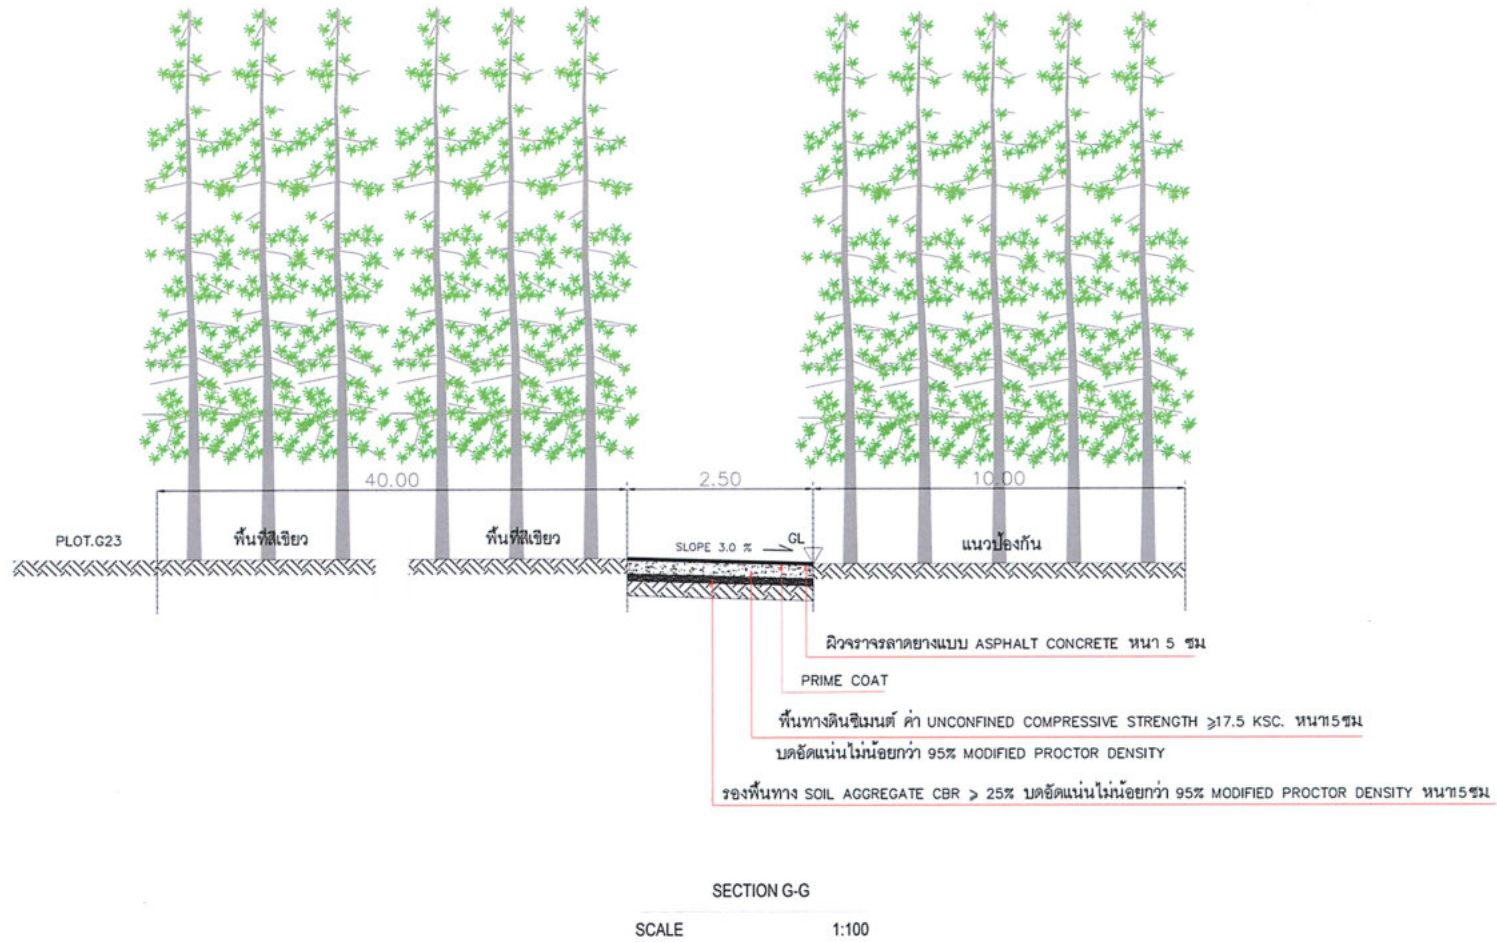 40.00
2.50
10.00
PLOT.G23
พื้นที่สีเขียว
พื้นที่สีเขียว
SLOPE 3.0 %
GL
แนวป้องกัน
ผิวจราจรลาดยางแบบ ASPHALT CONCRETE หนา 5 ซม
PRIME COAT
พื้นทางดินซีเมนต์ ค่า UNCONFINED COMPRESSIVE STRENGTH ⩾17.5 KSC. หนา15ซม
บดอัดแน่นไม่น้อยกว่า 95% MODIFIED PROCTOR DENSITY
รองพื้นทาง SOIL AGGREGATE CBR ⩾ 25% บดอัดแน่นไม่น้อยกว่า 95% MODIFIED PROCTOR DENSITY หนา15ซม
SECTION G-G
SCALE 1:100